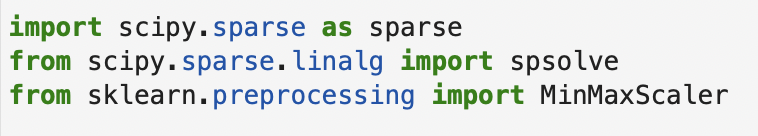 import scipy.sparse as sparse
from scipy.sparse.linalg import spsolve
from sklearn.preprocessing import MinMaxScaler